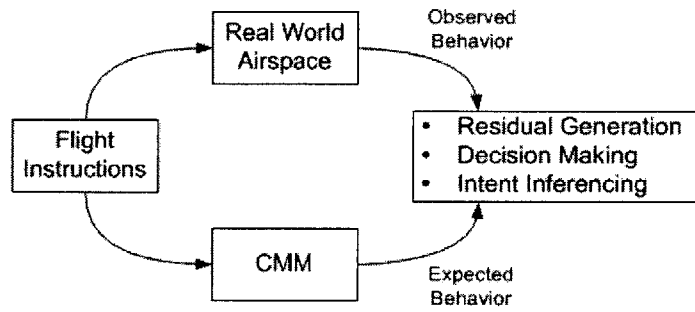 Real World
Airspace
Observed
Behavior
Flight
Instructions
• Residual Generation
• Decision Making
• Intent Inferencing
CMM
Expected
Behavior